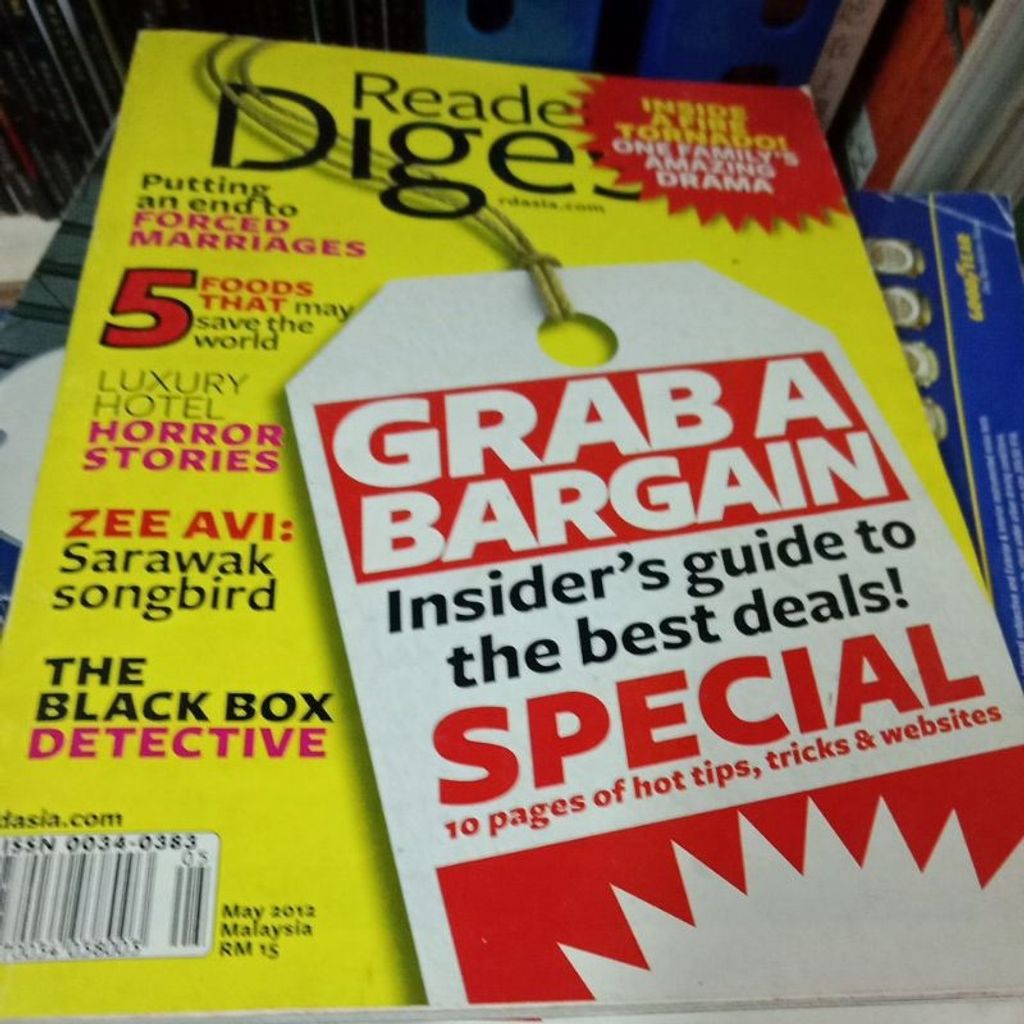 Reade
Diges
rdasia.com
INSIDE
A FIRE
TORNADO!
ONE FAMILY'S
AMAZING
DRAMA
Putting
an end to
FORCED
MARRIAGES
5 FOODS
THAT may
save the
world
LUXURY
HOTEL
HORROR
STORIES
ZEE AVI:
Sarawak
songbird
THE
BLACK BOX
DETECTIVE
GRAB A
BARGAIN
Insider's guide to
the best deals!
SPECIAL
10 pages of hot tips, tricks & websites
dasia.com
ISSN 0034-0383
05
May 2012
Malaysia
RM 15
GOODYEAR